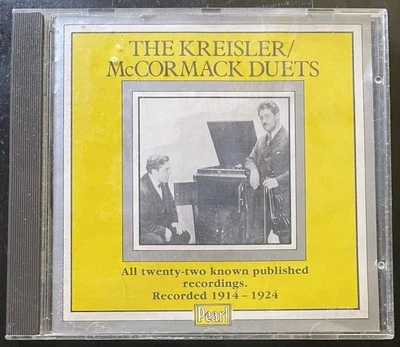 THE KREISLER/
McCORMACK DUETS
All twenty-two known published
recordings.
Recorded 1914-1924
Pearl